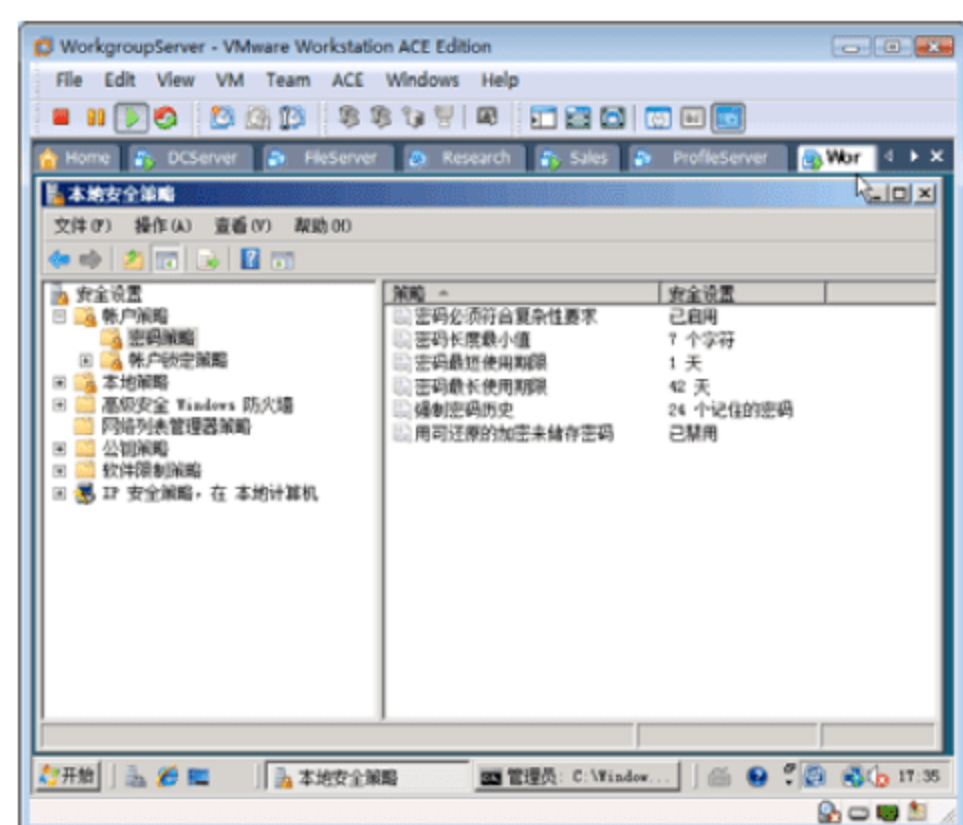 WorkgroupServer - VMware Workstation ACE Edition
File Edit View VM Team ACE Windows Help
Home DCServer FileServer Research Sales ProfileServer Wor
本地安全策略
文件(F) 操作(A) 查看(V) 帮助(H)
安全设置
帐户策略
密码策略
帐户锁定策略
本地策略
高级安全 Windows 防火墙
网络列表管理器策略
公钥策略
软件限制策略
IP 安全策略，在 本地计算机
策略 安全设置
密码必须符合复杂性要求 已启用
密码长度最小值 7 个字符
密码最短使用期限 1 天
密码最长使用期限 42 天
强制密码历史 24 个记住的密码
用可还原的加密来储存密码 已禁用
开始 本地安全策略 管理员: C:\Window... 17:35